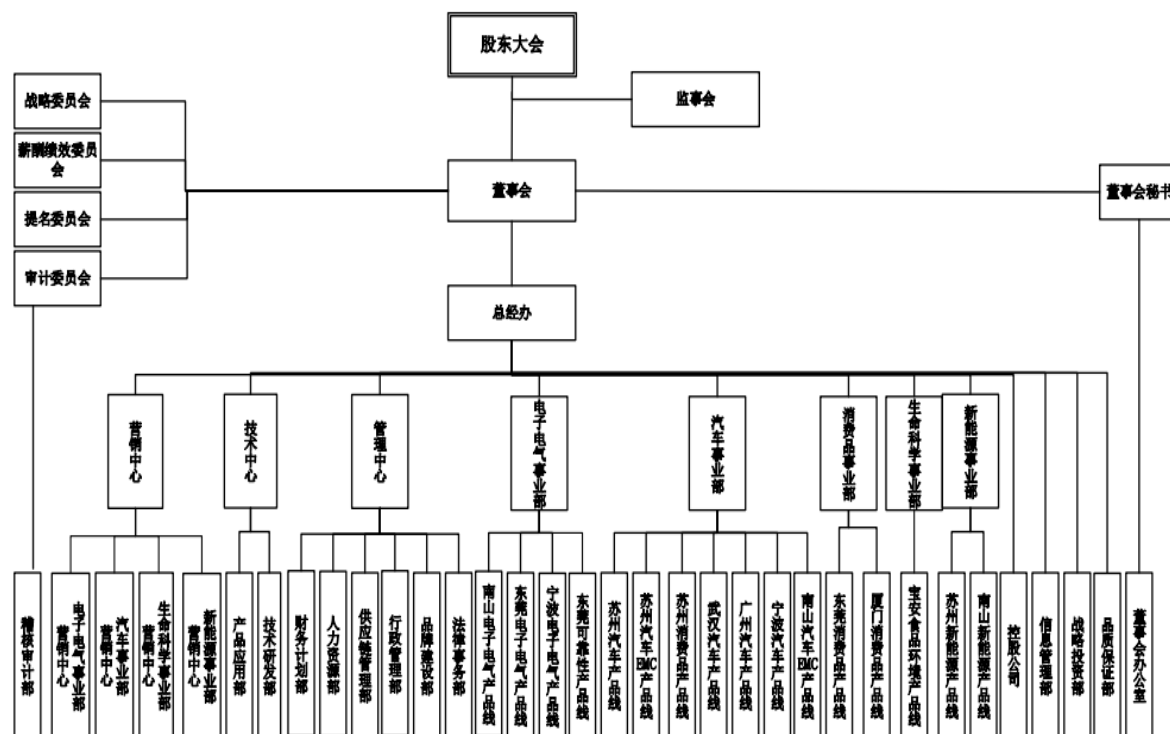 股东大会
战略委员会
监事会
薪酬绩效委员
会
董事会
董事会秘书
提名委员会
审计委员会
总经办
营销中心
技术中心
管理中心
电子电气事业部
汽车事业部
消费品事业部
生命科学事业部
新能源事业部
稽核审计部
电子电气事业部
营销中心
汽车事业部
营销中心
生命科学事业部
营销中心
新能源事业部
营销中心
产品应用部
技术研发部
财务计划部
人力资源部
供应链管理部
行政管理部
品牌建设部
法律事务部
南山电子电气产品线
东莞电子电气产品线
宁波电子电气产品线
东莞可靠性产品线
苏州汽车产品线
苏州汽车EMC产品线
苏州消费品产品线
武汉汽车产品线
广州汽车产品线
宁波汽车产品线
南山汽车EMC产品线
东莞消费品产品线
厦门消费品产品线
宝安食品环境产品线
苏州新能源产品线
南山新能源产品线
控股公司
信息管理部
战略投资部
品质保证部
董事会办公室